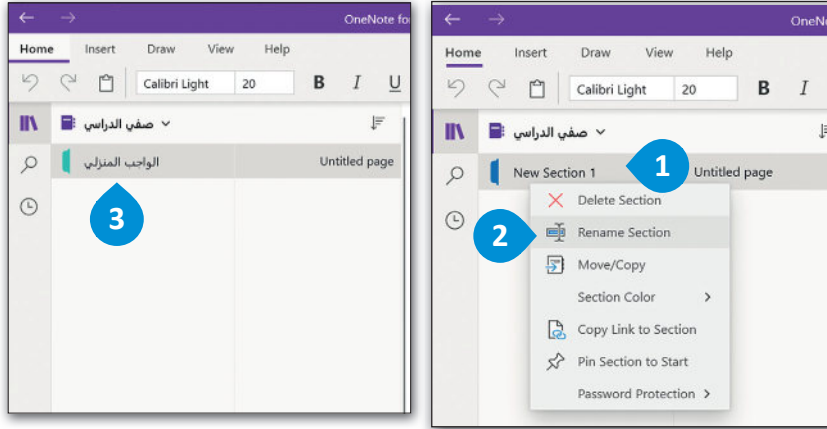 OneNote fo
Home Insert Draw View Help
Calibri Light 20 B I U
صفي الدراسي
الواجب المنزلي Untitled page
3
OneNo
Home Insert Draw View Help
Calibri Light 20 B I
صفي الدراسي
New Section 1 1 Untitled page
Delete Section
2 Rename Section
Move/Copy
Section Color
Copy Link to Section
Pin Section to Start
Password Protection